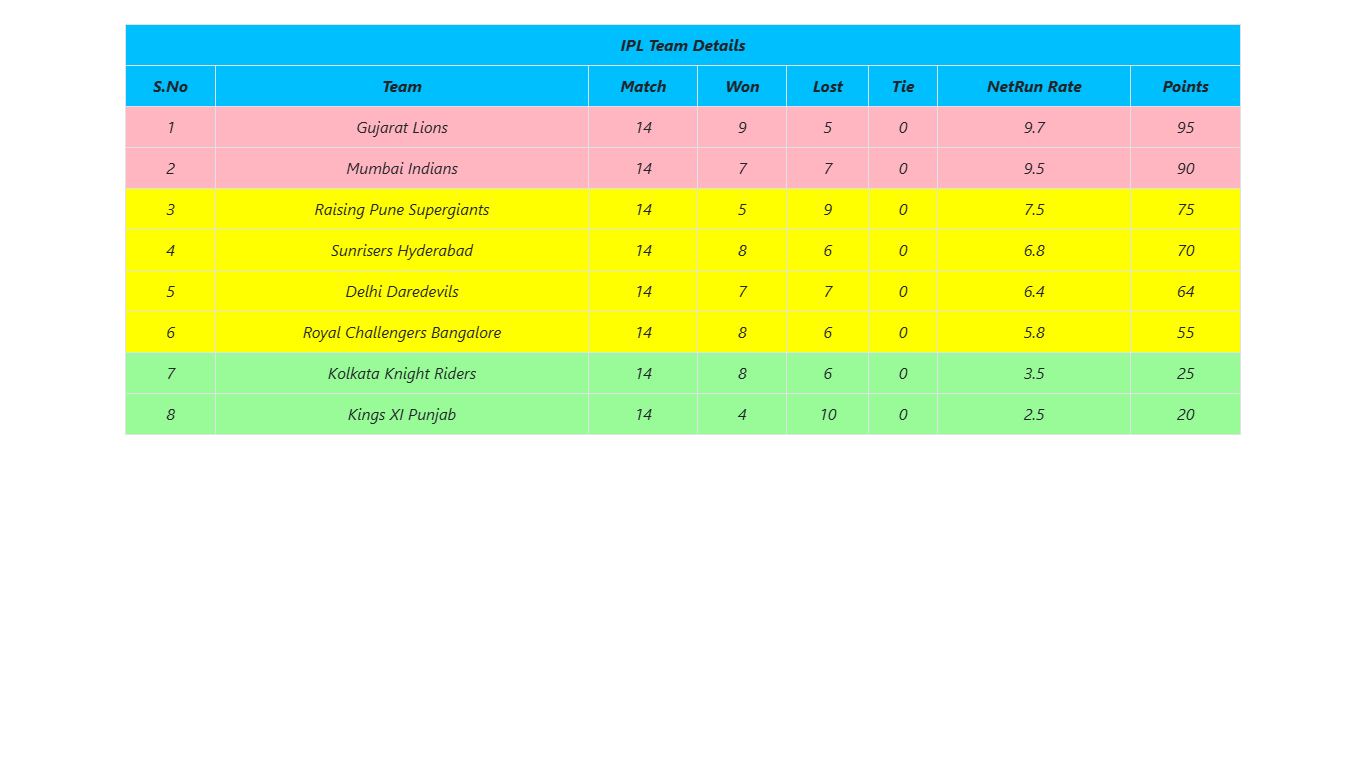 IPL Team Details
S.No Team Match Won Lost Tie NetRun Rate Points
1 Gujarat Lions 14 9 5 0 9.7 95
2 Mumbai Indians 14 7 7 0 9.5 90
3 Raising Pune Supergiants 14 5 9 0 7.5 75
4 Sunrisers Hyderabad 14 8 6 0 6.8 70
5 Delhi Daredevils 14 7 7 0 6.4 64
6 Royal Challengers Bangalore 14 8 6 0 5.8 55
7 Kolkata Knight Riders 14 8 6 0 3.5 25
8 Kings XI Punjab 14 4 10 0 2.5 20